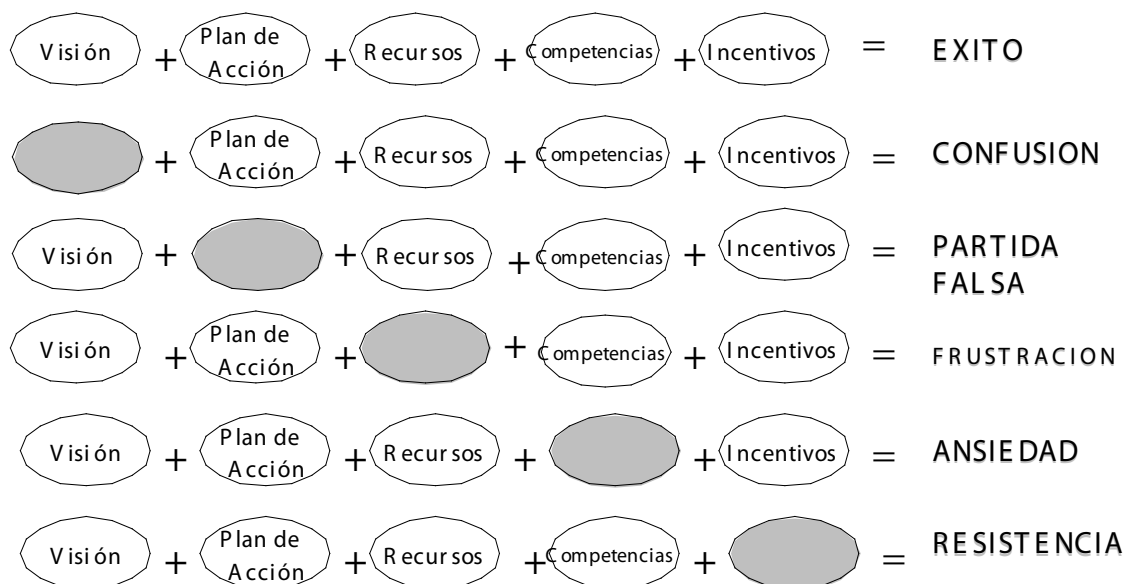 Visión + Plan de Acción + Recursos + Competencias + Incentivos = EXITO
+ Plan de Acción + Recursos + Competencias + Incentivos = CONFUSION
Visión + + Recursos + Competencias + Incentivos = PARTIDA FALSA
Visión + Plan de Acción + + Competencias + Incentivos = FRUSTRACION
Visión + Plan de Acción + Recursos + + Incentivos = ANSIEDAD
Visión + Plan de Acción + Recursos + Competencias + = RESISTENCIA